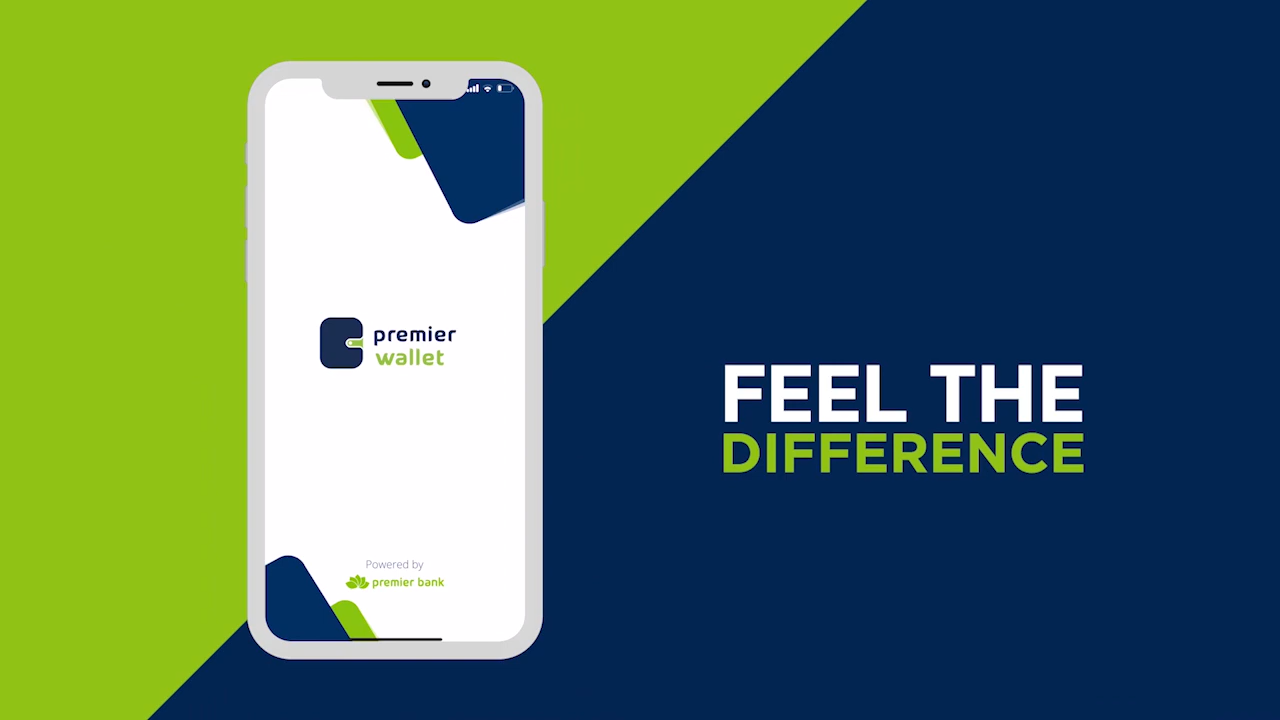 premier
wallet
Powered by
premier bank
FEEL THE
DIFFERENCE